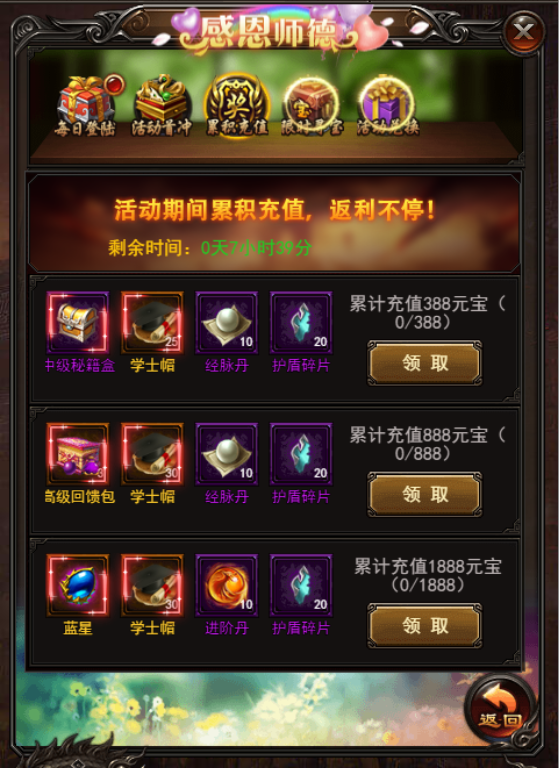 感恩师德
每日登陆 活动首冲 累积充值 限时寻宝 活动兑换
活动期间累积充值，返利不停！
剩余时间：0天7小时39分
25 10 20
中级秘籍盒 学士帽 经脉丹 护盾碎片
累计充值388元宝（
0/388）
领 取
3 30 10 20
高级回馈包 学士帽 经脉丹 护盾碎片
累计充值888元宝（
0/888）
领 取
30 10 20
蓝星 学士帽 进阶丹 护盾碎片
累计充值1888元宝
（0/1888）
领 取
返回